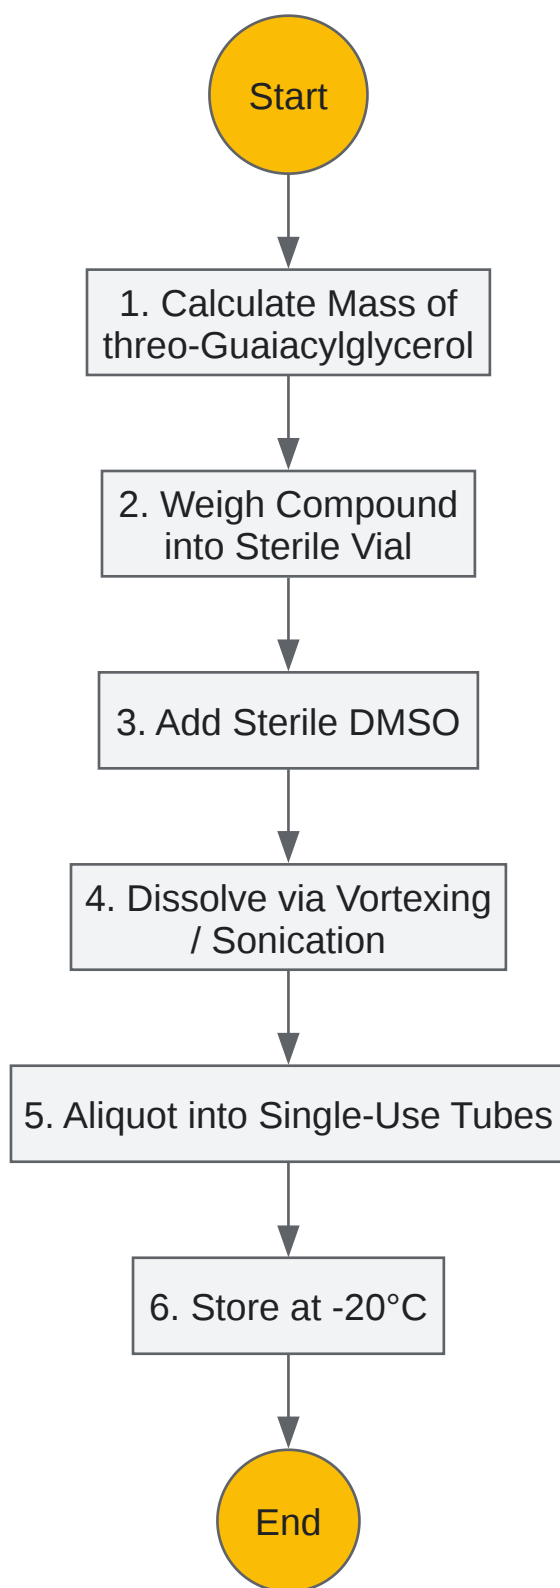 Start
1. Calculate Mass of
threo-Guaiacylglycerol
2. Weigh Compound
into Sterile Vial
3. Add Sterile DMSO
4. Dissolve via Vortexing
/ Sonication
5. Aliquot into Single-Use Tubes
6. Store at -20°C
End